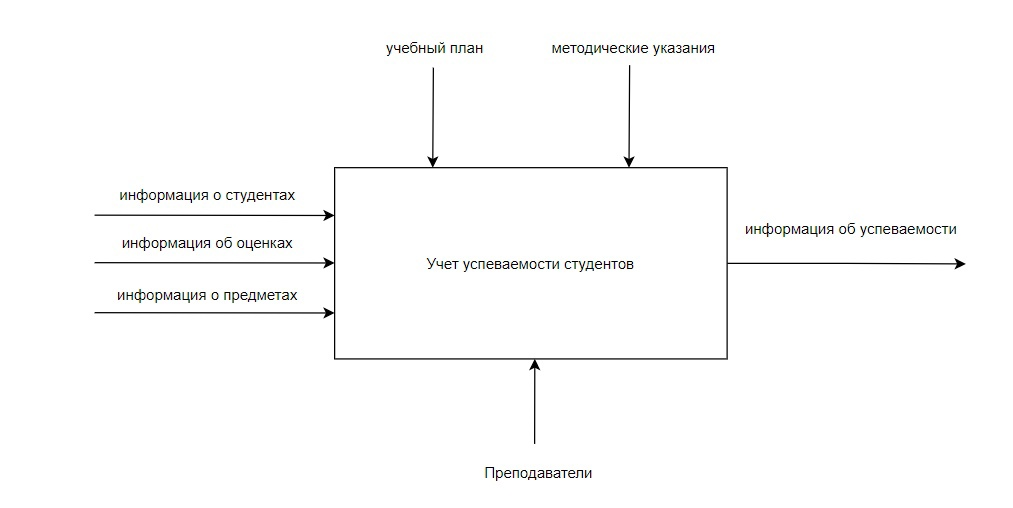 учебный план
методические указания
информация о студентах
информация об успеваемости
информация об оценках
Учет успеваемости студентов
информация о предметах
Преподаватели